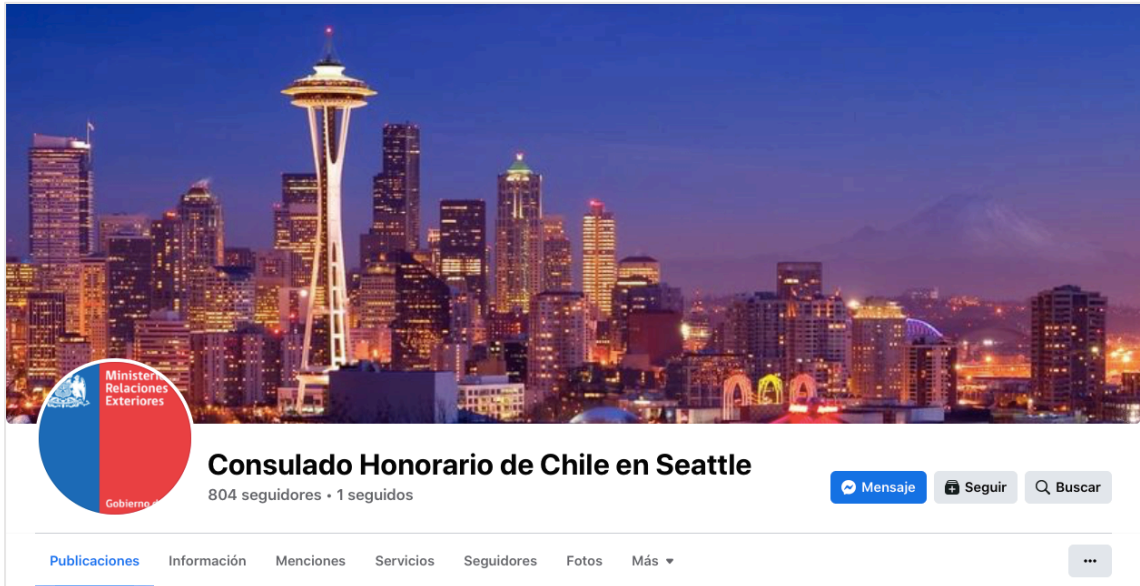 Ministerio
Relaciones
Exteriores
Gobierno d
Consulado Honorario de Chile en Seattle
804 seguidores • 1 seguidos
Mensaje
Seguir
Buscar
Publicaciones
Información
Menciones
Servicios
Seguidores
Fotos
Más